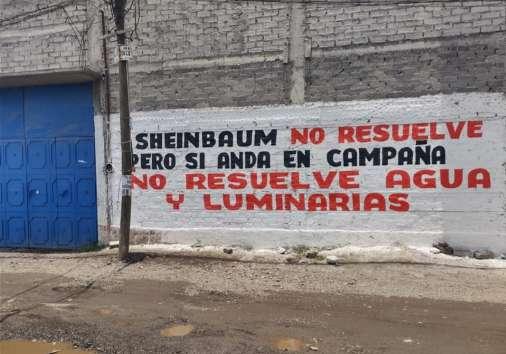 SHEINBAUM NO RESUELVE
PERO SI ANDA EN CAMPAÑA
NO RESUELVE AGUA
Y LUMINARIAS